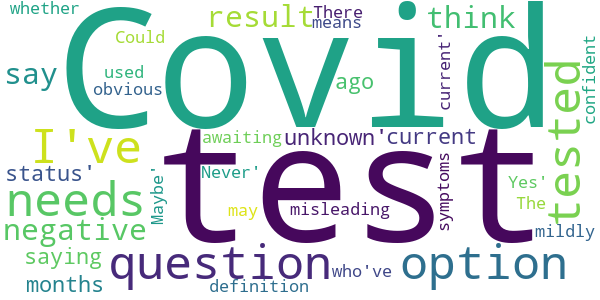 whether
result
There
means
think
Covid
Could
say
used
obvious
ago
current'
confident
tested
I've
test
awaiting
unknown'
current
status'
Maybe'
Never'
symptoms
Yes'
The
needs
may
misleading
negative
mildly
saying
question
who've
option
months
definition